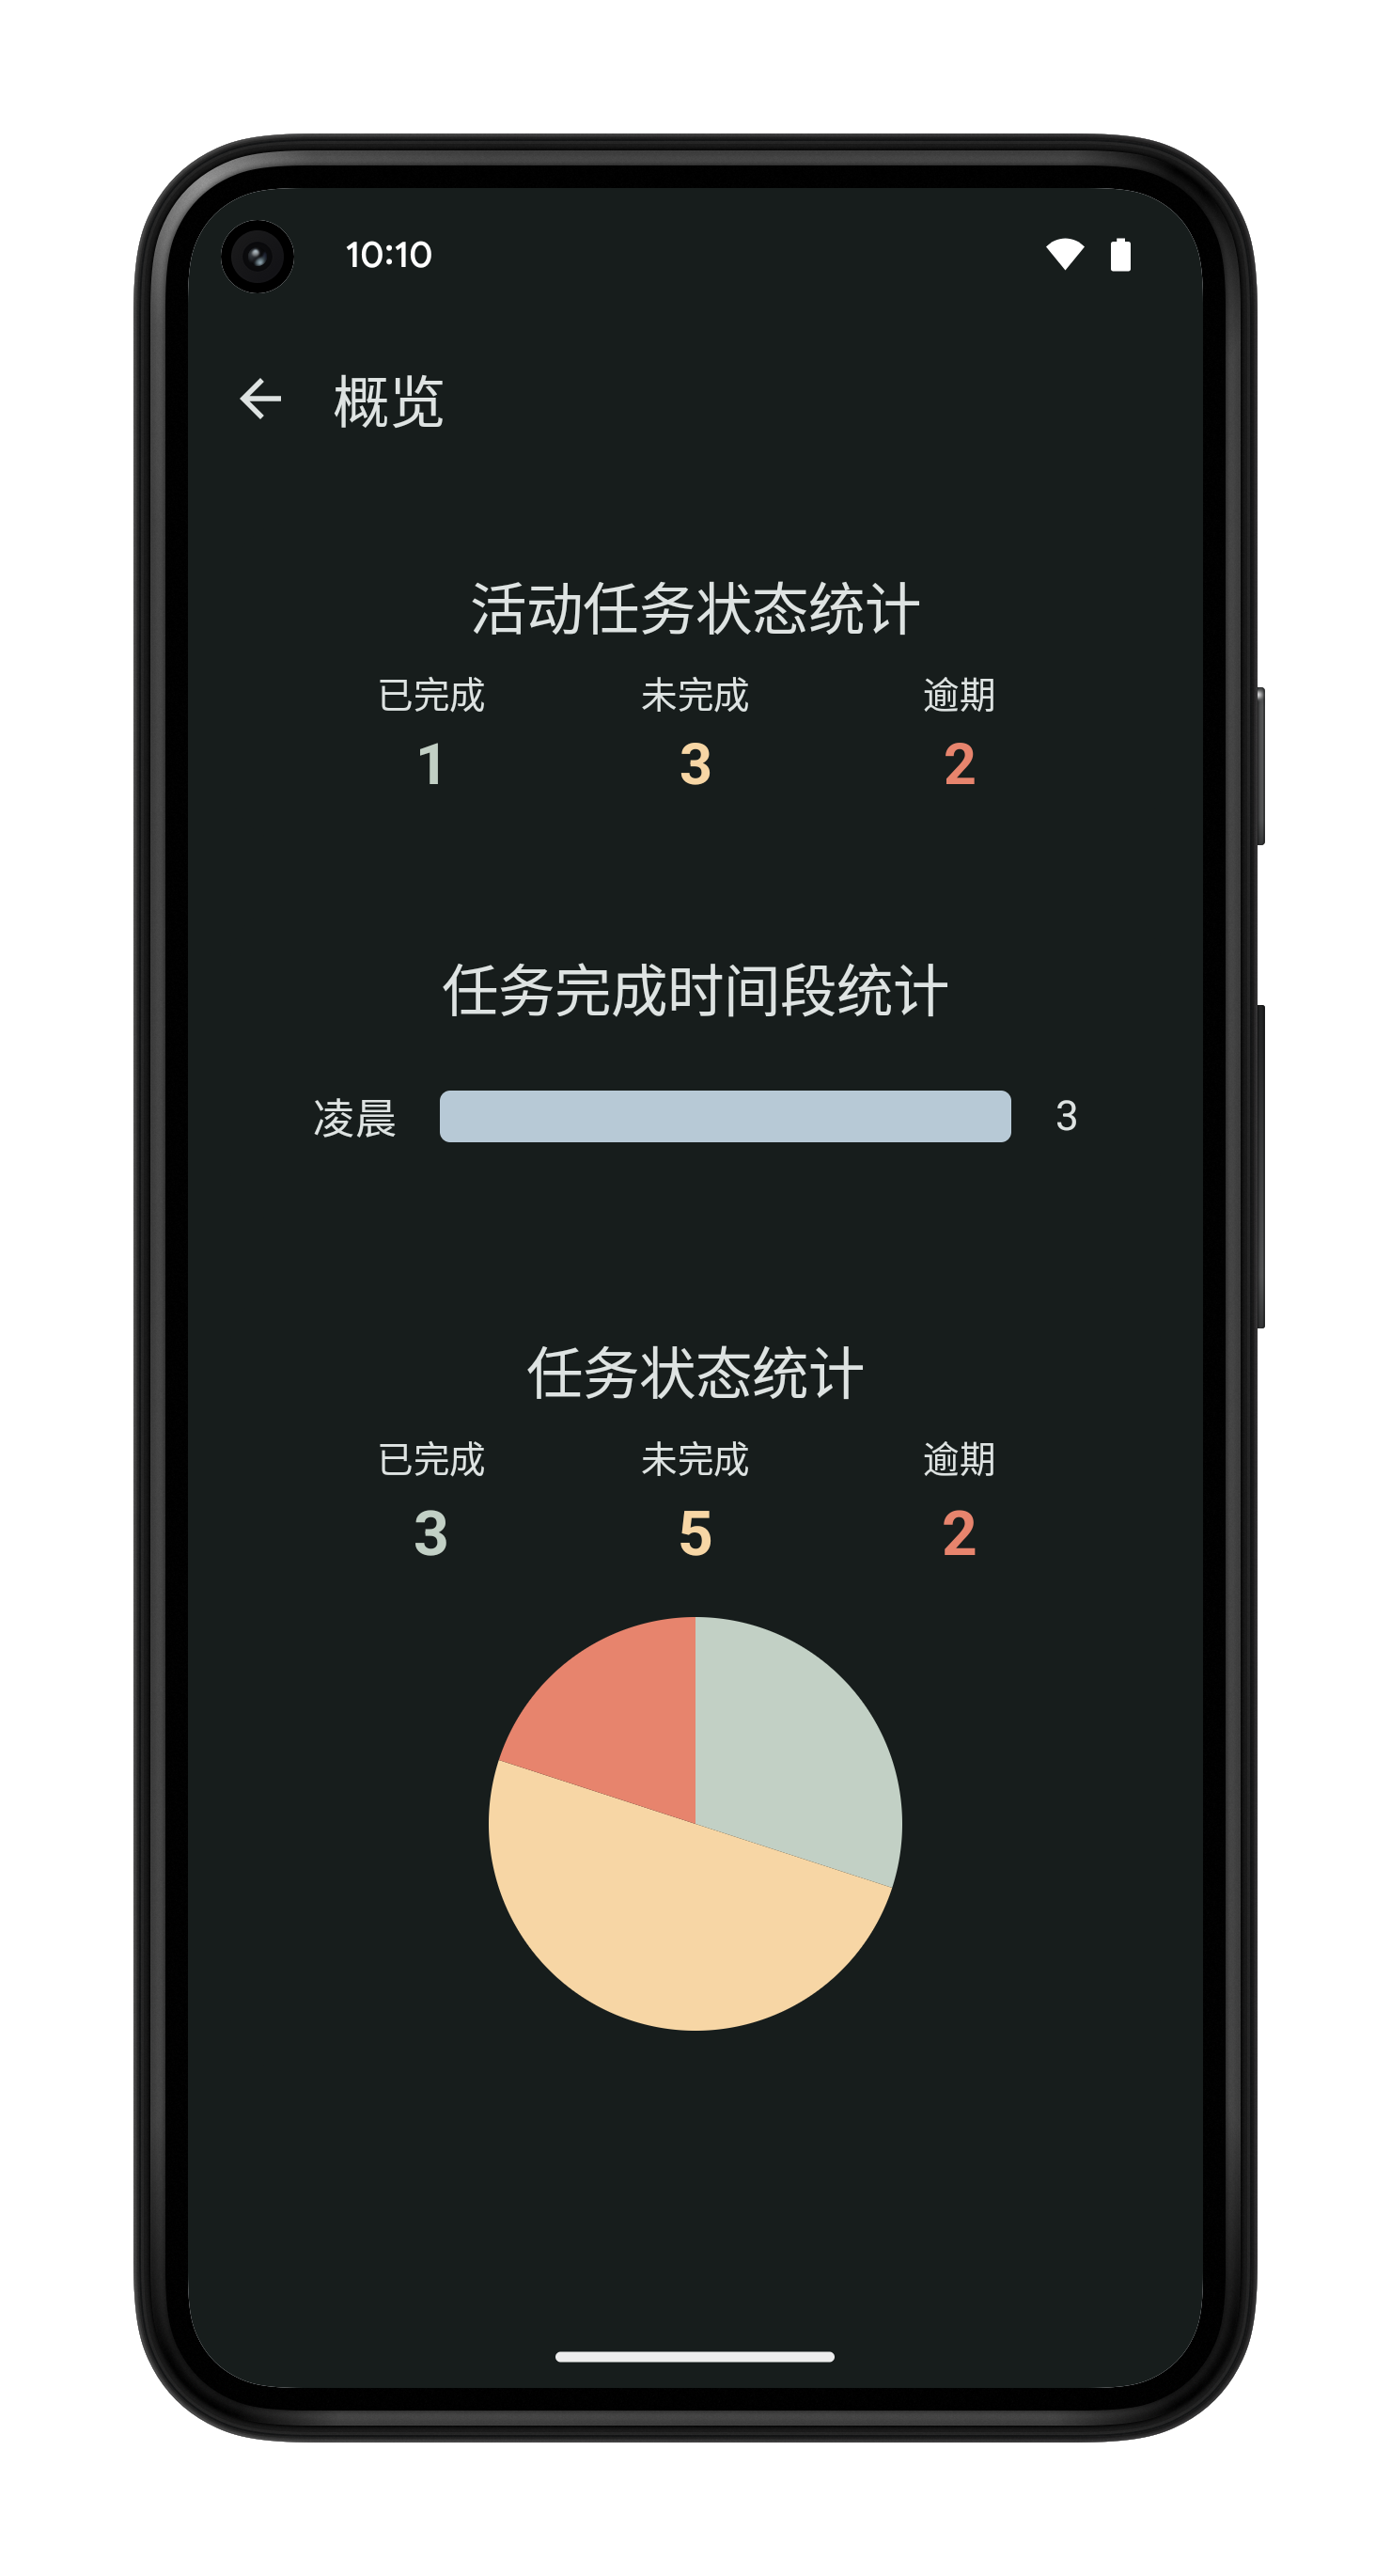 10:10
概览
活动任务状态统计
已完成 未完成 逾期
1 3 2
任务完成时间段统计
凌晨 3
任务状态统计
已完成 未完成 逾期
3 5 2